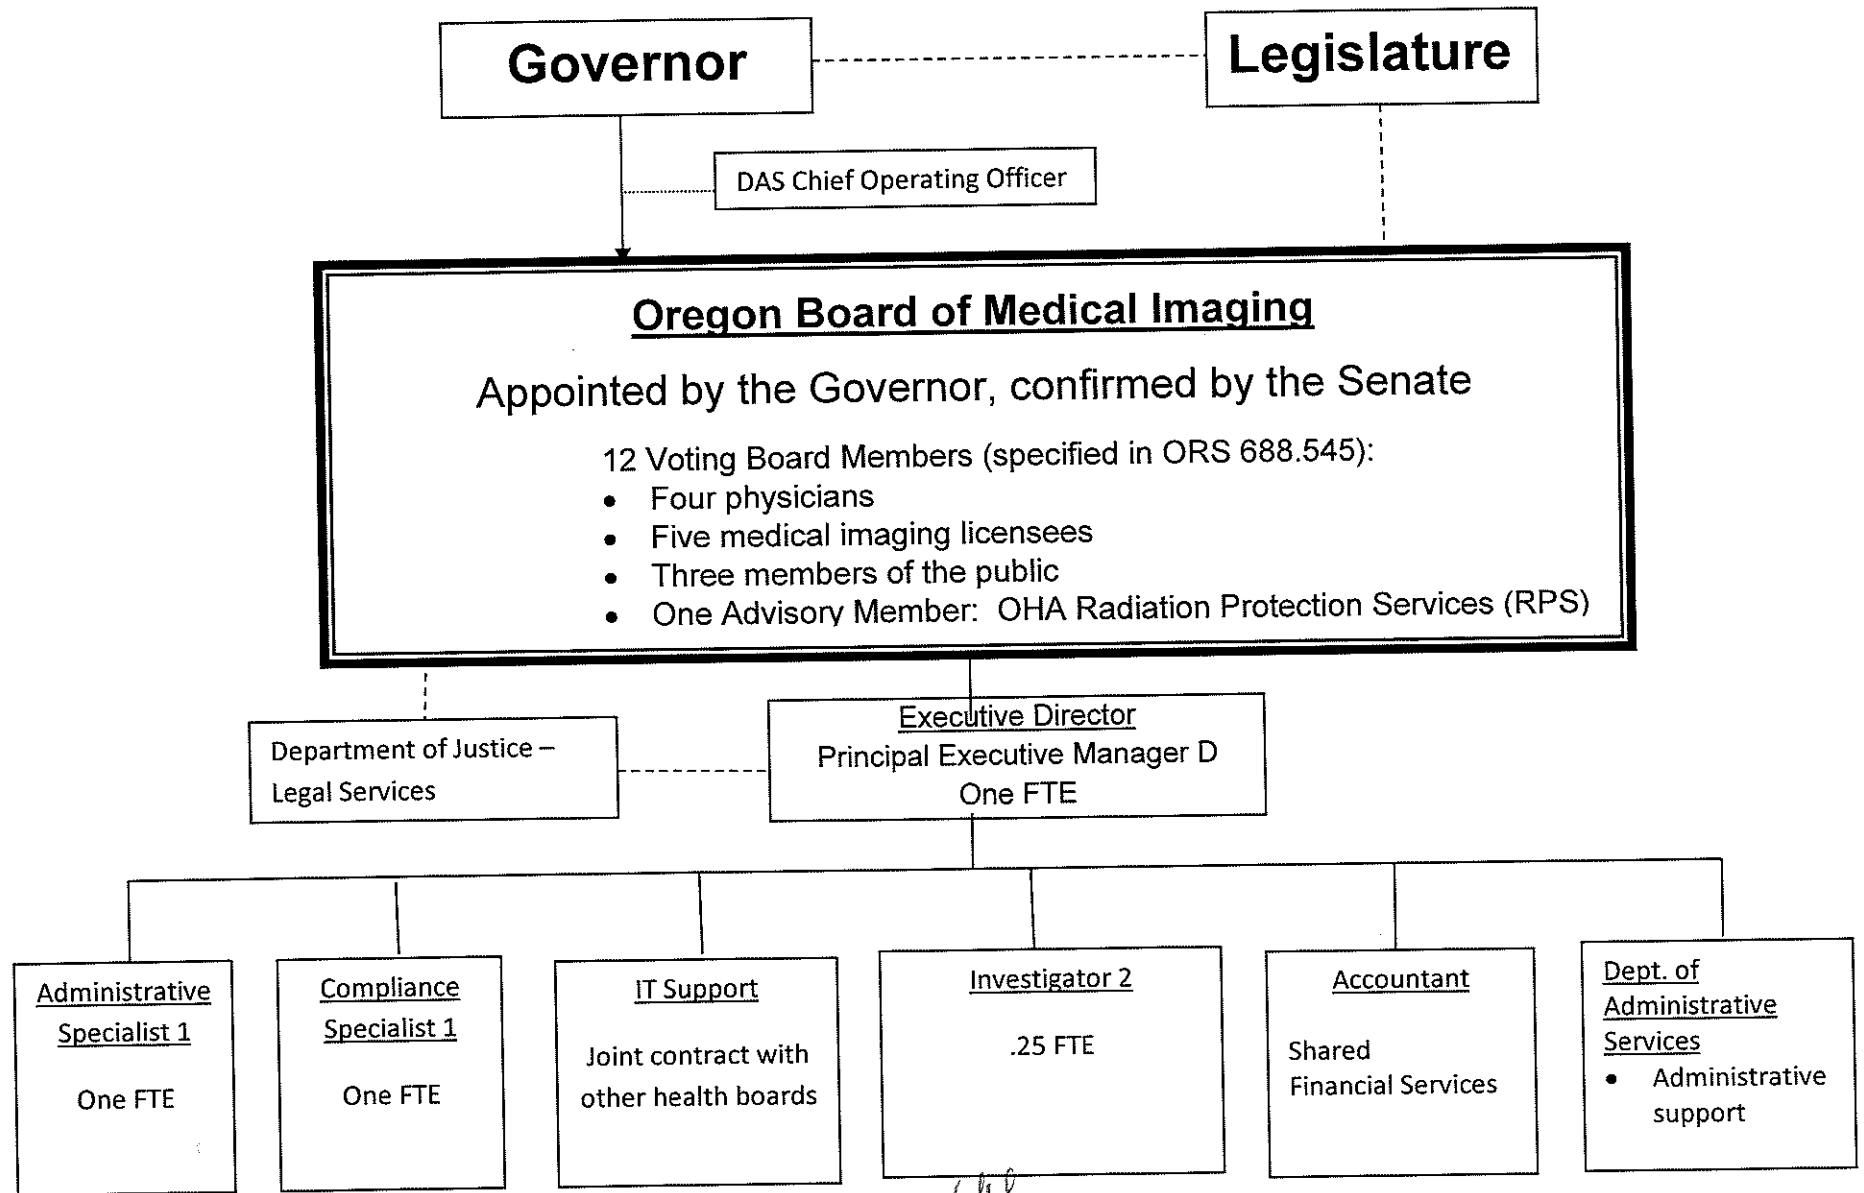 Governor
Legislature
DAS Chief Operating Officer
Oregon Board of Medical Imaging
Appointed by the Governor, confirmed by the Senate
12 Voting Board Members (specified in ORS 688.545):
• Four physicians
• Five medical imaging licensees
• Three members of the public
• One Advisory Member: OHA Radiation Protection Services (RPS)
Department of Justice –
Legal Services
Executive Director
Principal Executive Manager D
One FTE
Administrative
Specialist 1
One FTE
Compliance
Specialist 1
One FTE
IT Support
Joint contract with
other health boards
Investigator 2
.25 FTE
Accountant
Shared
Financial Services
Dept. of
Administrative
Services
• Administrative
support